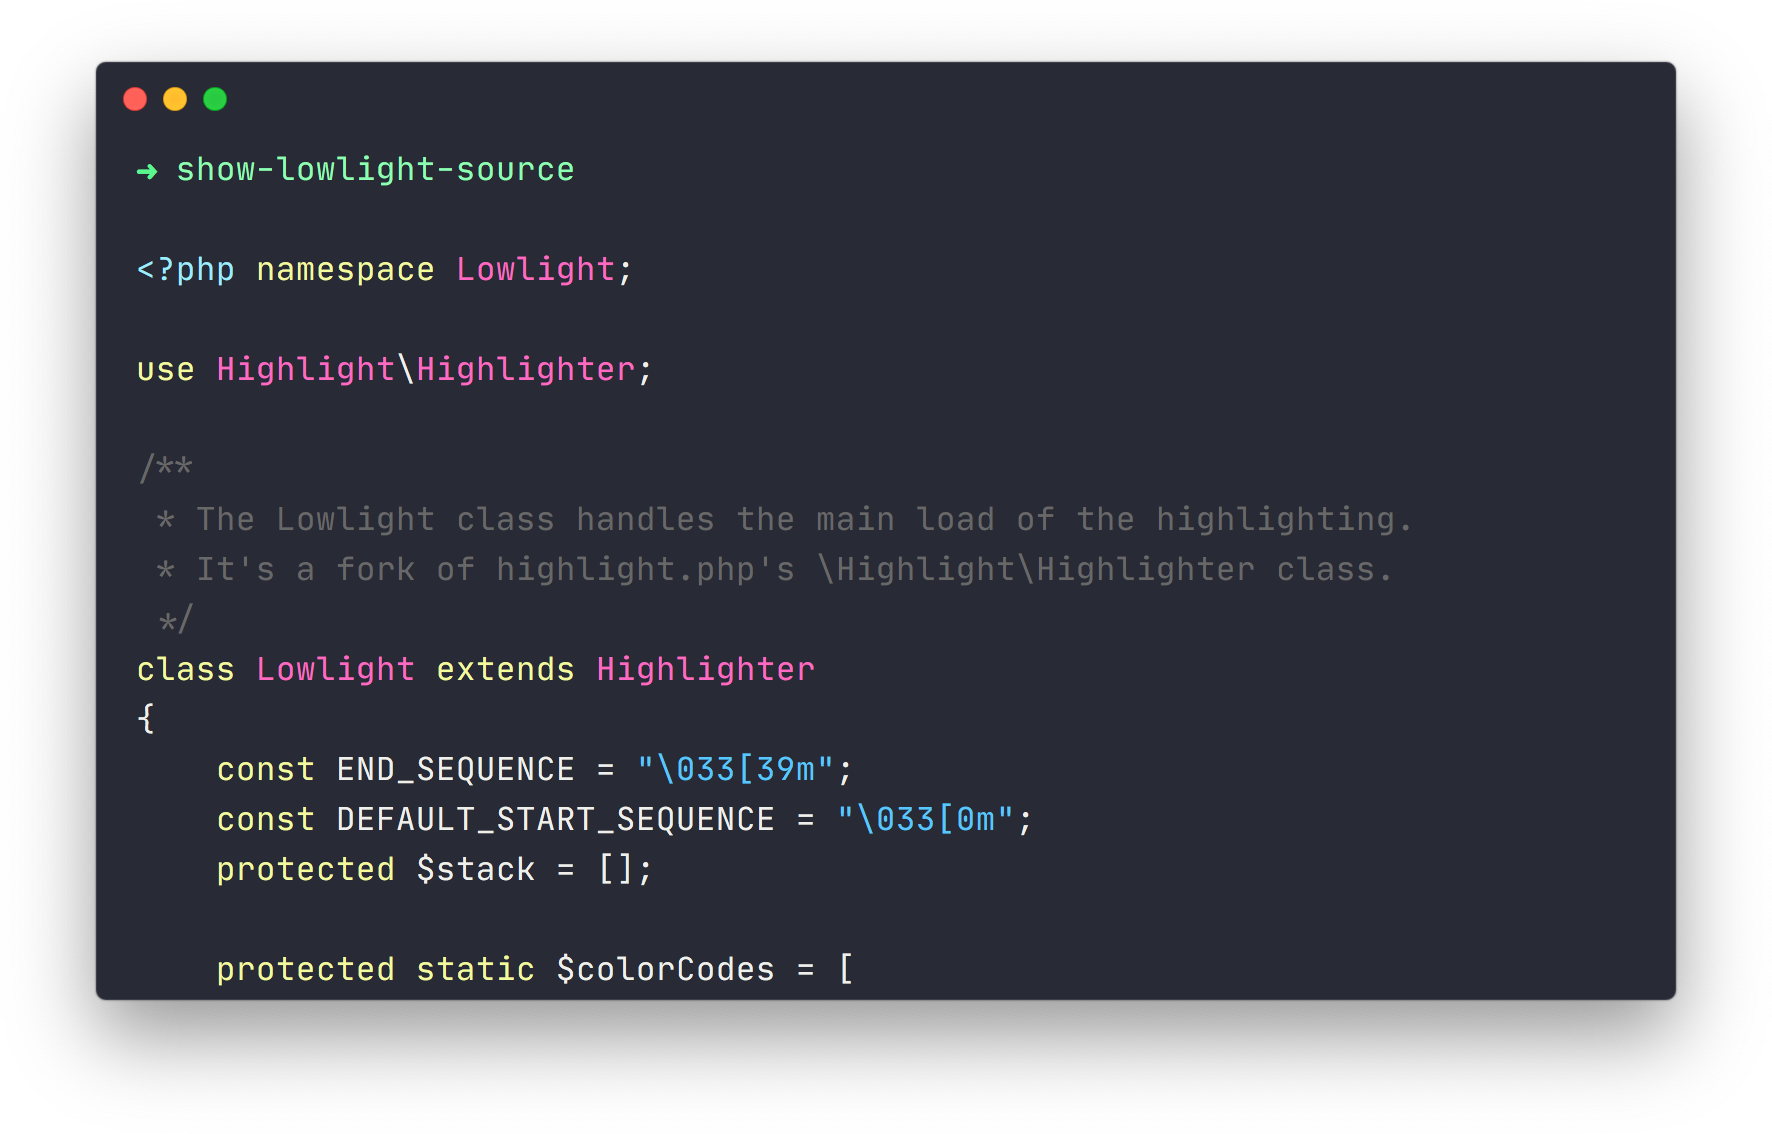 ➜ show-lowlight-source
<?php namespace Lowlight;
use Highlight\Highlighter;
/**
 * The Lowlight class handles the main load of the highlighting.
 * It's a fork of highlight.php's \Highlight\Highlighter class.
 */
class Lowlight extends Highlighter
{
    const END_SEQUENCE = "\033[39m";
    const DEFAULT_START_SEQUENCE = "\033[0m";
    protected $stack = [];
    protected static $colorCodes = [